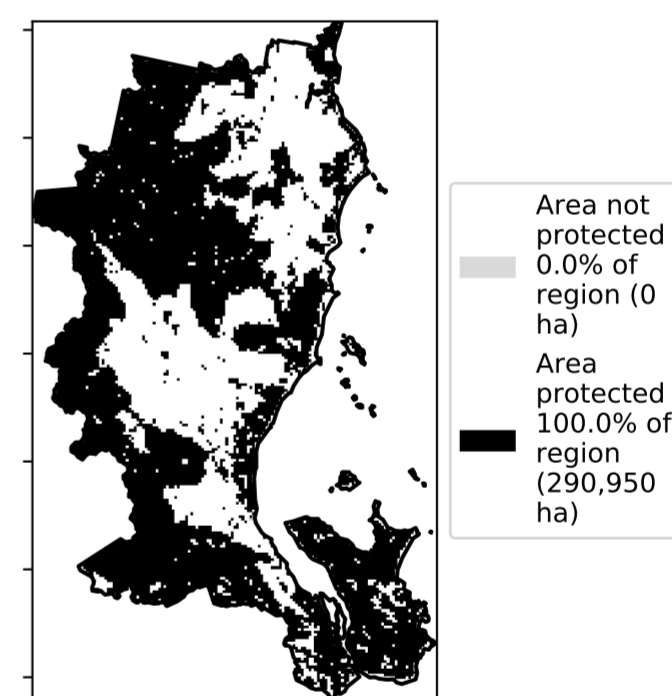 Area not
protected
0.0% of
region (0
ha)
Area
protected
100.0% of
region
(290,950
ha)